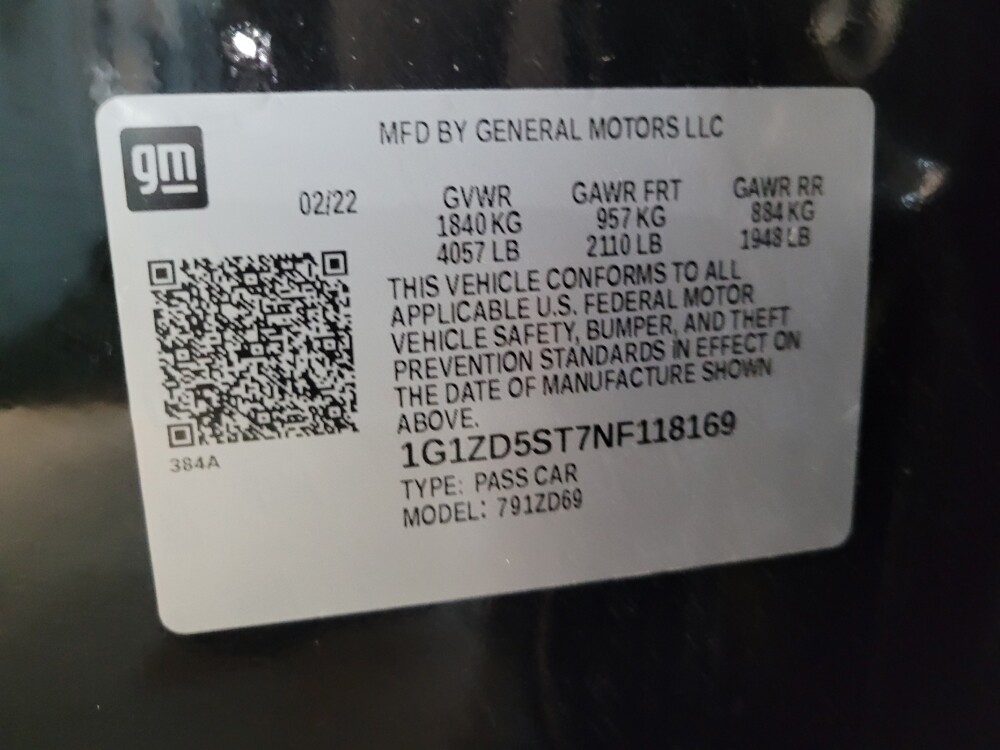 gm
MFD BY GENERAL MOTORS LLC
02/22
GVWR GAWR FRT GAWR RR
1840 KG 957 KG 884 KG
4057 LB 2110 LB 1948 LB
THIS VEHICLE CONFORMS TO ALL
APPLICABLE U.S. FEDERAL MOTOR
VEHICLE SAFETY, BUMPER, AND THEFT
PREVENTION STANDARDS IN EFFECT ON
THE DATE OF MANUFACTURE SHOWN
ABOVE.
1G1ZD5ST7NF118169
384A
TYPE: PASS CAR
MODEL: 791ZD69